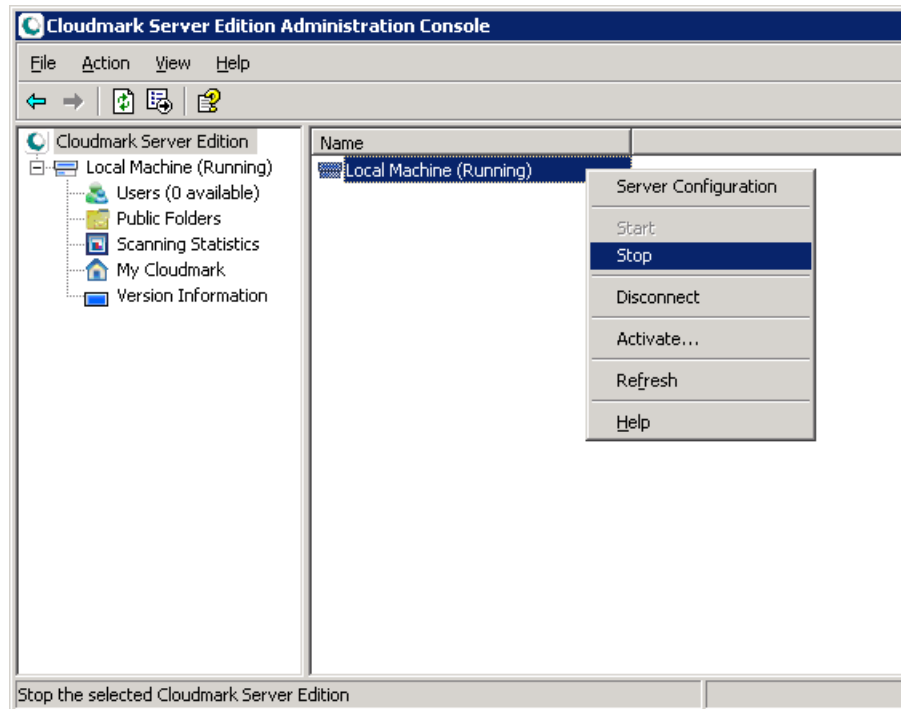 Cloudmark Server Edition Administration Console
File Action View Help
Cloudmark Server Edition
Local Machine (Running)
Users (0 available)
Public Folders
Scanning Statistics
My Cloudmark
Version Information
Name
Local Machine (Running)
Server Configuration
Start
Stop
Disconnect
Activate...
Refresh
Help
Stop the selected Cloudmark Server Edition